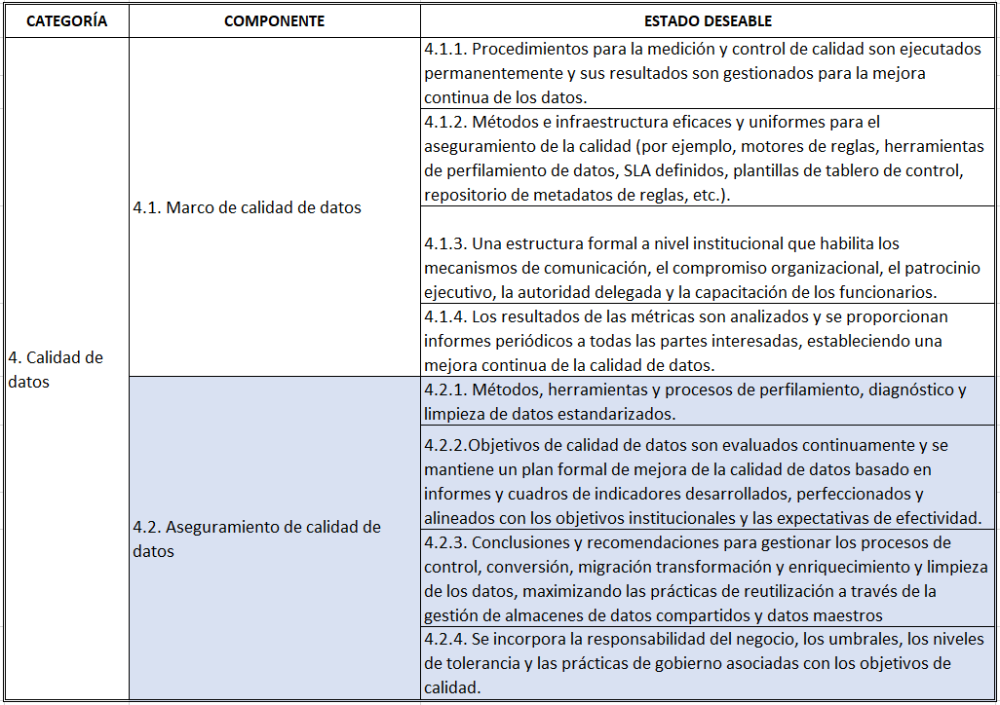 CATEGORÍA COMPONENTE ESTADO DESEABLE
4. Calidad de
datos
4.1. Marco de calidad de datos
4.1.1. Procedimientos para la medición y control de calidad son ejecutados
permanentemente y sus resultados son gestionados para la mejora
continua de los datos.
4.1.2. Métodos e infraestructura eficaces y uniformes para el
aseguramiento de la calidad (por ejemplo, motores de reglas, herramientas
de perfilamiento de datos, SLA definidos, plantillas de tablero de control,
repositorio de metadatos de reglas, etc.).
4.1.3. Una estructura formal a nivel institucional que habilita los
mecanismos de comunicación, el compromiso organizacional, el patrocinio
ejecutivo, la autoridad delegada y la capacitación de los funcionarios.
4.1.4. Los resultados de las métricas son analizados y se proporcionan
informes periódicos a todas las partes interesadas, estableciendo una
mejora continua de la calidad de datos.
4.2. Aseguramiento de calidad de
datos
4.2.1. Métodos, herramientas y procesos de perfilamiento, diagnóstico y
limpieza de datos estandarizados.
4.2.2.Objetivos de calidad de datos son evaluados continuamente y se
mantiene un plan formal de mejora de la calidad de datos basado en
informes y cuadros de indicadores desarrollados, perfeccionados y
alineados con los objetivos institucionales y las expectativas de efectividad.
4.2.3. Conclusiones y recomendaciones para gestionar los procesos de
control, conversión, migración transformación y enriquecimiento y limpieza
de los datos, maximizando las prácticas de reutilización a través de la
gestión de almacenes de datos compartidos y datos maestros
4.2.4. Se incorpora la responsabilidad del negocio, los umbrales, los niveles
de tolerancia y las prácticas de gobierno asociadas con los objetivos de
calidad.